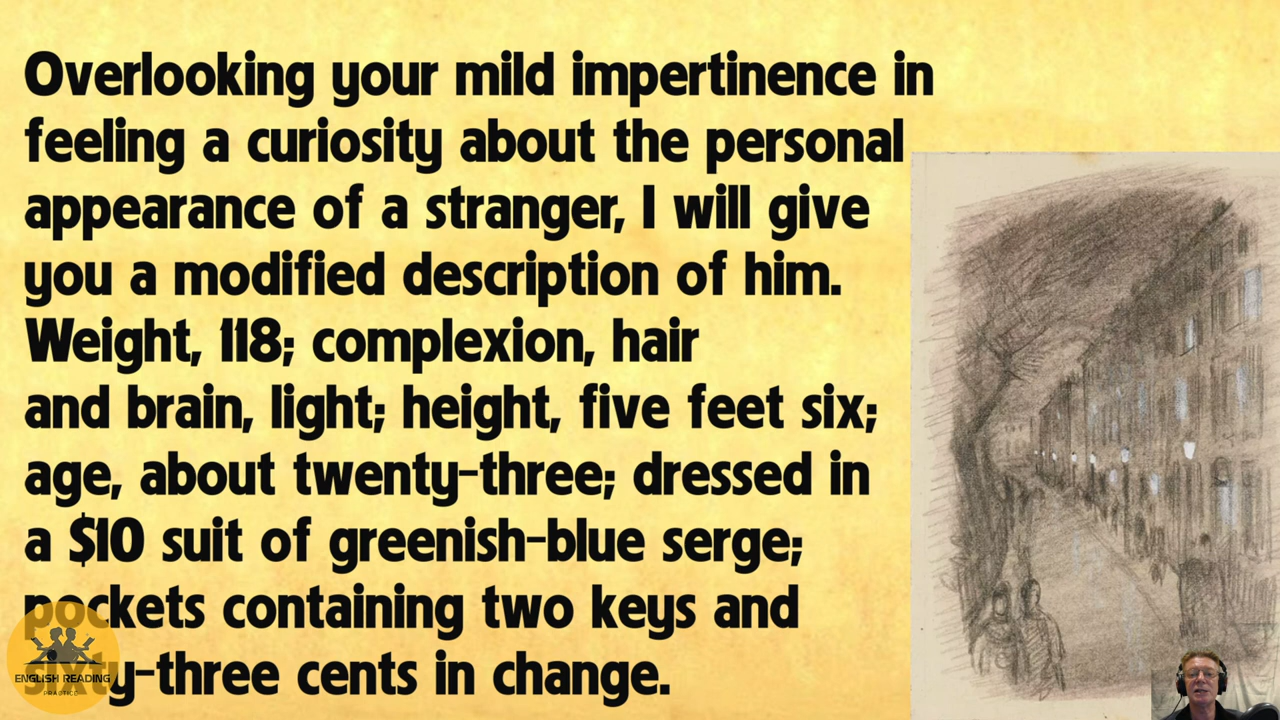 Overlooking your mild impertinence in
feeling a curiosity about the personal
appearance of a stranger, I will give
you a modified description of him.
Weight, 118; complexion, hair
and brain, light; height, five feet six;
age, about twenty-three; dressed in
a $10 suit of greenish-blue serge;
pockets containing two keys and
sixty-three cents in change.
ENGLISH READING
PRACTICE